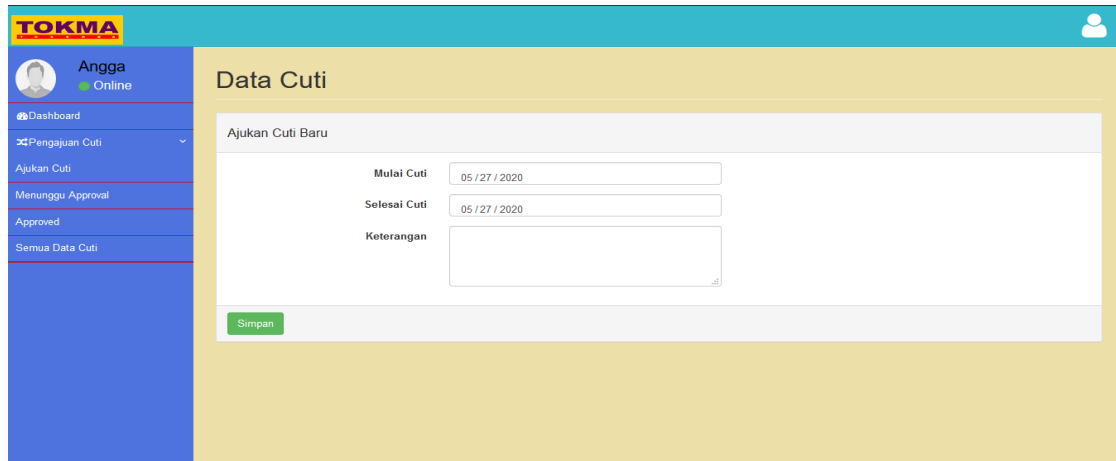 TOKMA
Angga
Online
Dashboard
Pengajuan Cuti
Ajukan Cuti
Menunggu Approval
Approved
Semua Data Cuti
Data Cuti
Ajukan Cuti Baru
Mulai Cuti 05 / 27 / 2020
Selesai Cuti 05 / 27 / 2020
Keterangan
Simpan